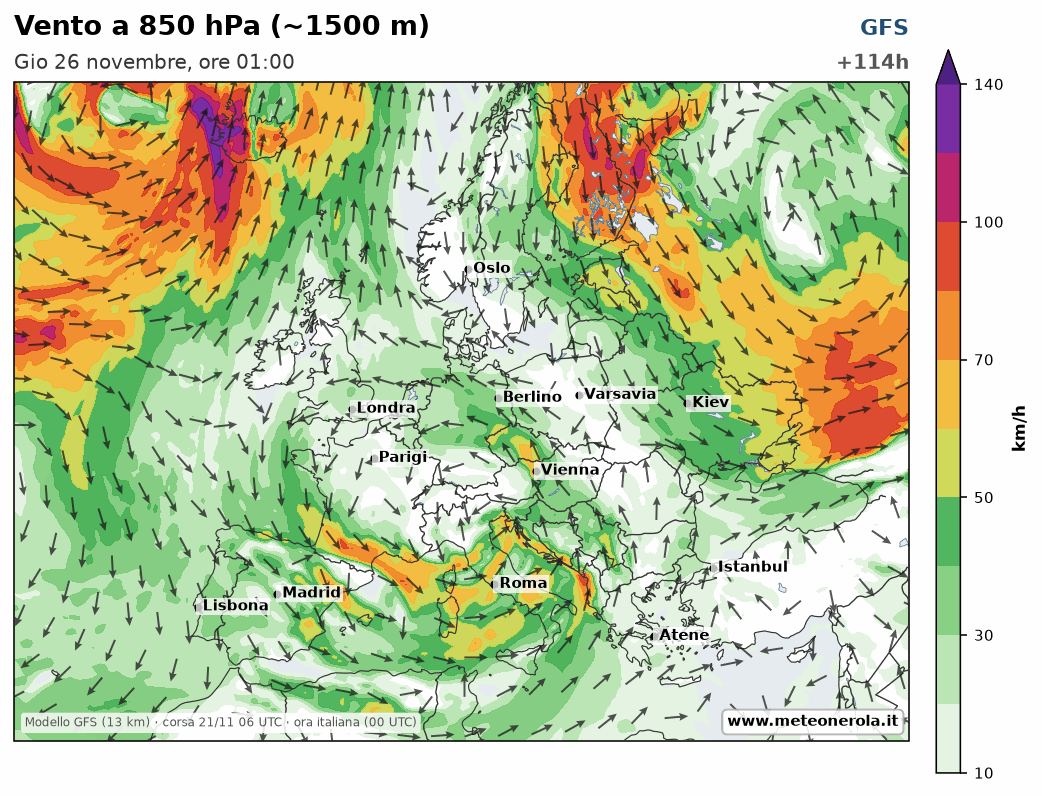 Vento a 850 hPa (~1500 m)
GFS
Gio 26 novembre, ore 01:00
+114h
140
100
70
50
30
10
km/h
Oslo
Berlino
Varsavia
Kiev
Londra
Parigi
Vienna
Istanbul
Roma
Madrid
Lisbona
Atene
Modello GFS (13 km) · corsa 21/11 06 UTC · ora italiana (00 UTC)
www.meteonerola.it